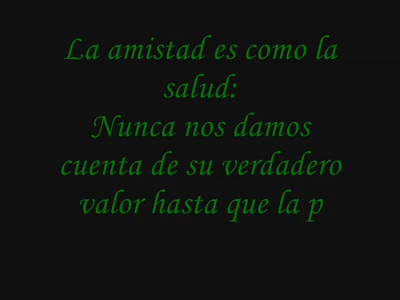 La amistad es como la
salud:
Nunca nos damos
cuenta de su verdadero
valor hasta que la p